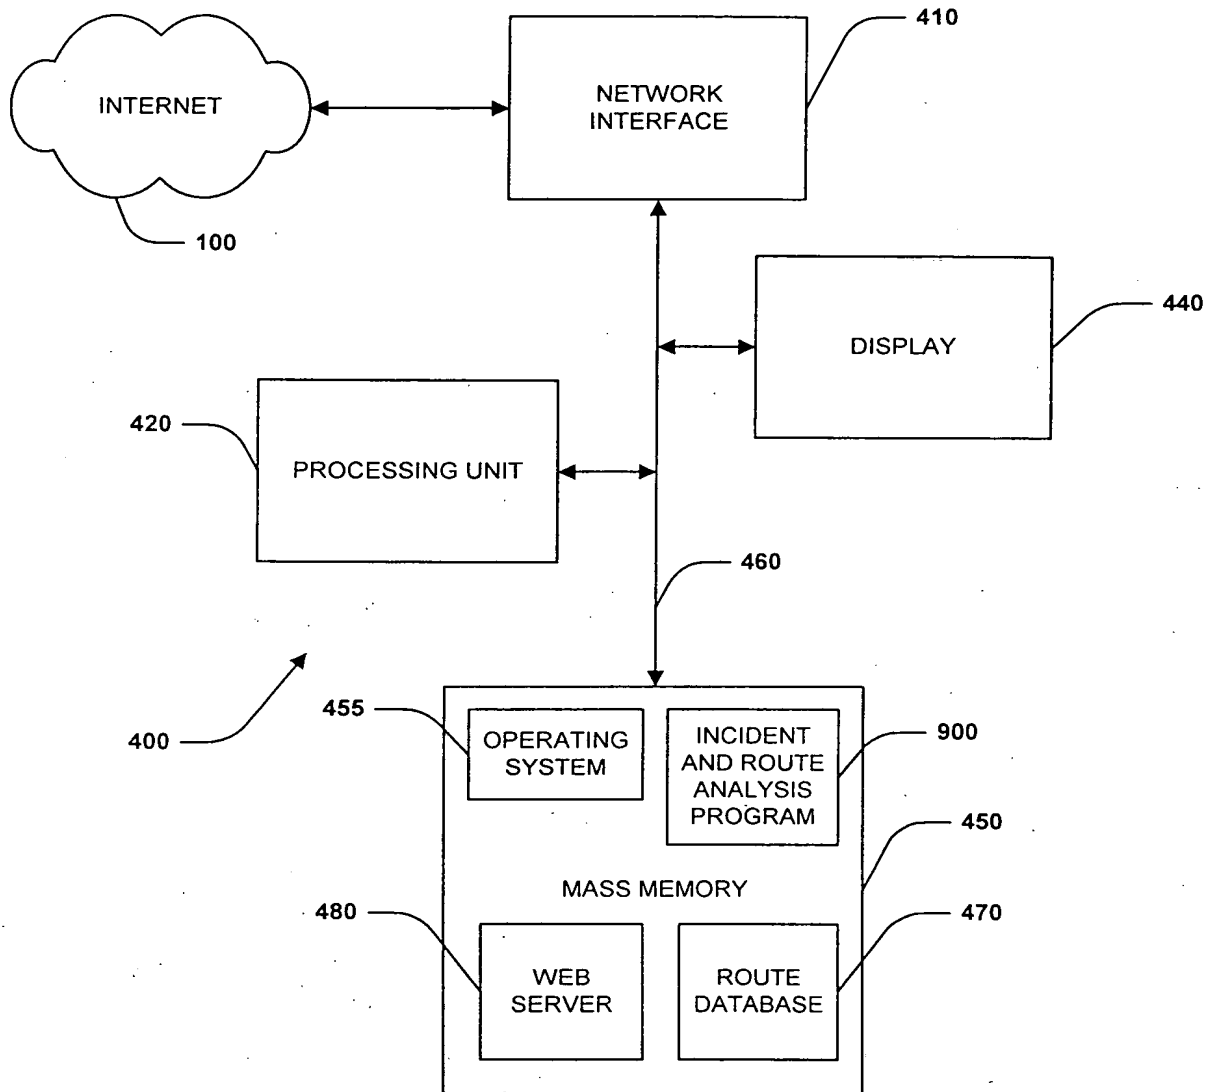 410
INTERNET
NETWORK
INTERFACE
100
440
DISPLAY
420
PROCESSING UNIT
460
400
455
OPERATING
SYSTEM
INCIDENT
AND ROUTE
ANALYSIS
PROGRAM
900
450
MASS MEMORY
480
470
WEB
SERVER
ROUTE
DATABASE